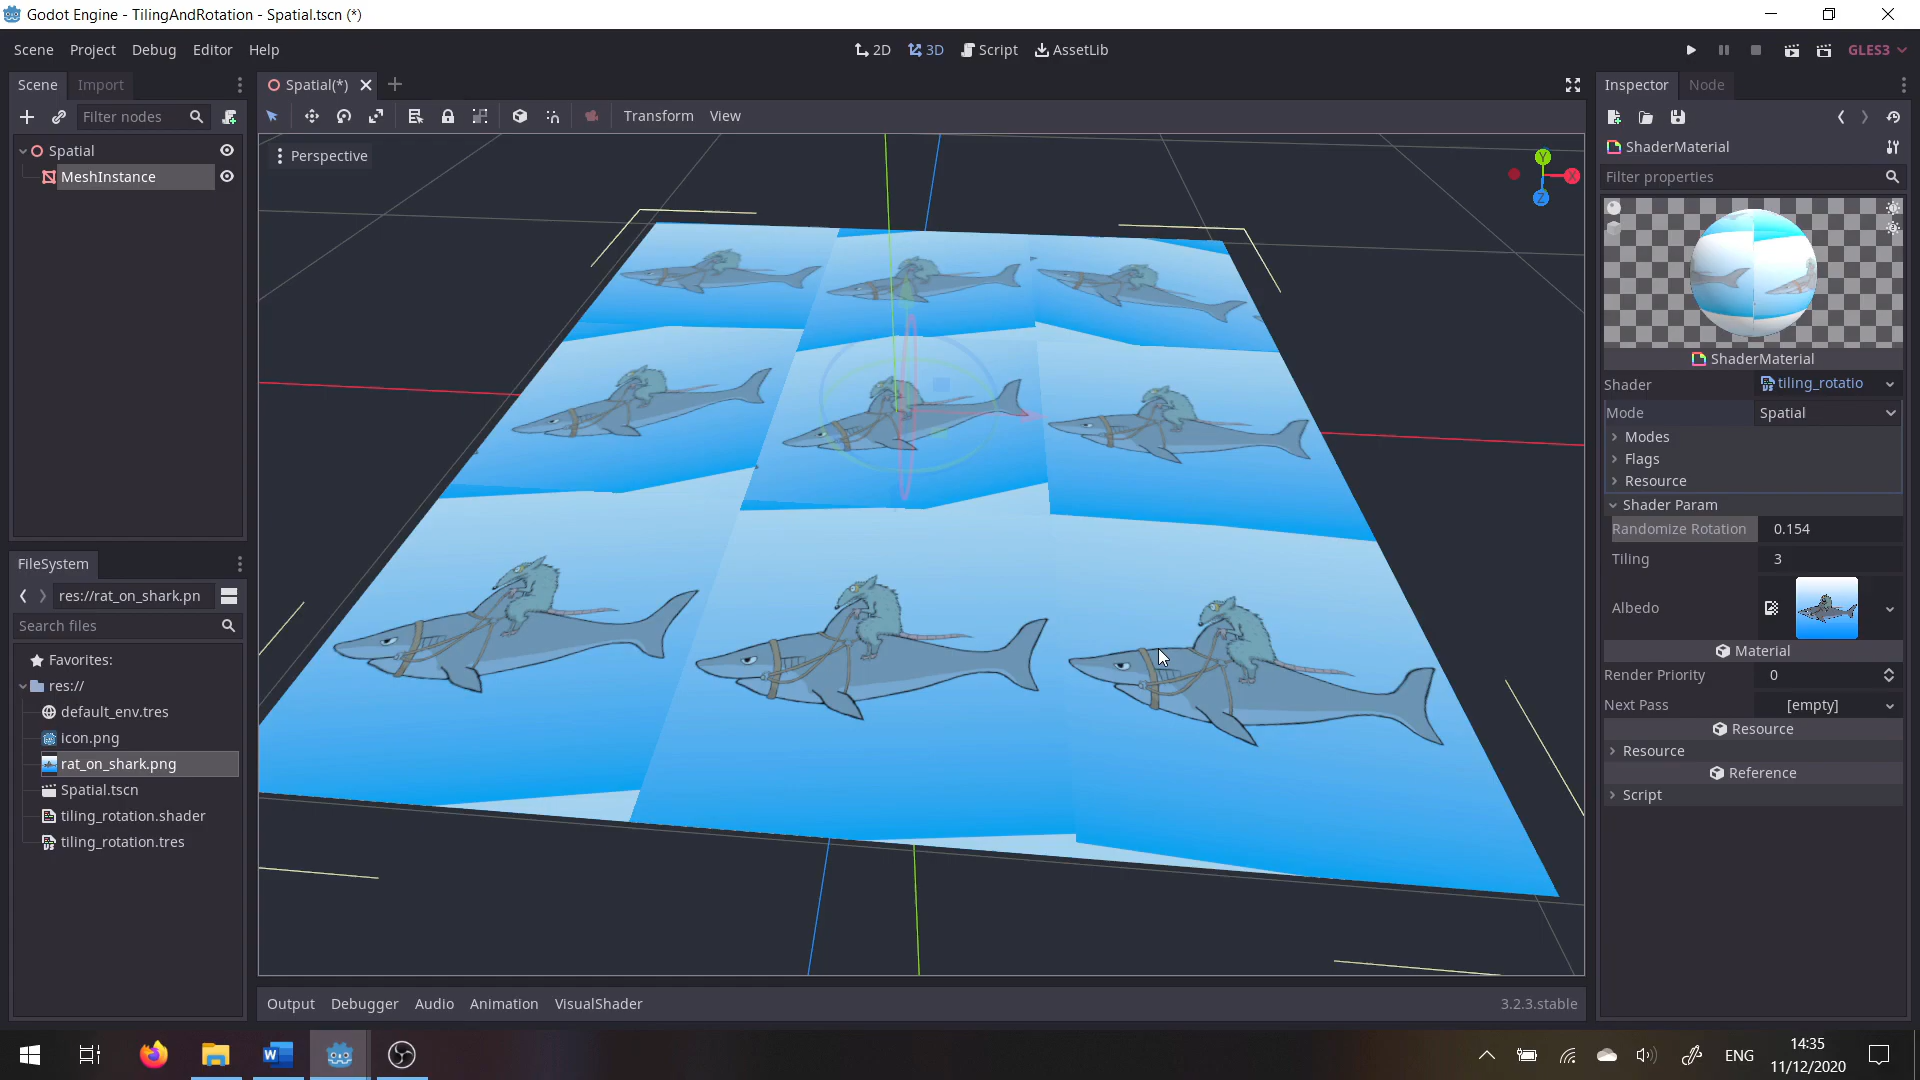 Godot Engine - TilingAndRotation - Spatial.tscn (*)
Scene Project Debug Editor Help
2D 3D Script AssetLib
GLES3
Scene Import
Filter nodes
Spatial
MeshInstance
Spatial(*)
Transform View
Perspective
Y
X
Z
FileSystem
res://rat_on_shark.pn
Search files
Favorites:
res://
default_env.tres
icon.png
rat_on_shark.png
Spatial.tscn
tiling_rotation.shader
tiling_rotation.tres
Output Debugger Audio Animation VisualShader
3.2.3.stable
Inspector Node
ShaderMaterial
Filter properties
ShaderMaterial
Shader tiling_rotatio
Mode Spatial
Modes
Flags
Resource
Shader Param
Randomize Rotation 0.154
Tiling 3
Albedo
Material
Render Priority 0
Next Pass [empty]
Resource
Resource
Reference
Script
W
ENG
14:35
11/12/2020